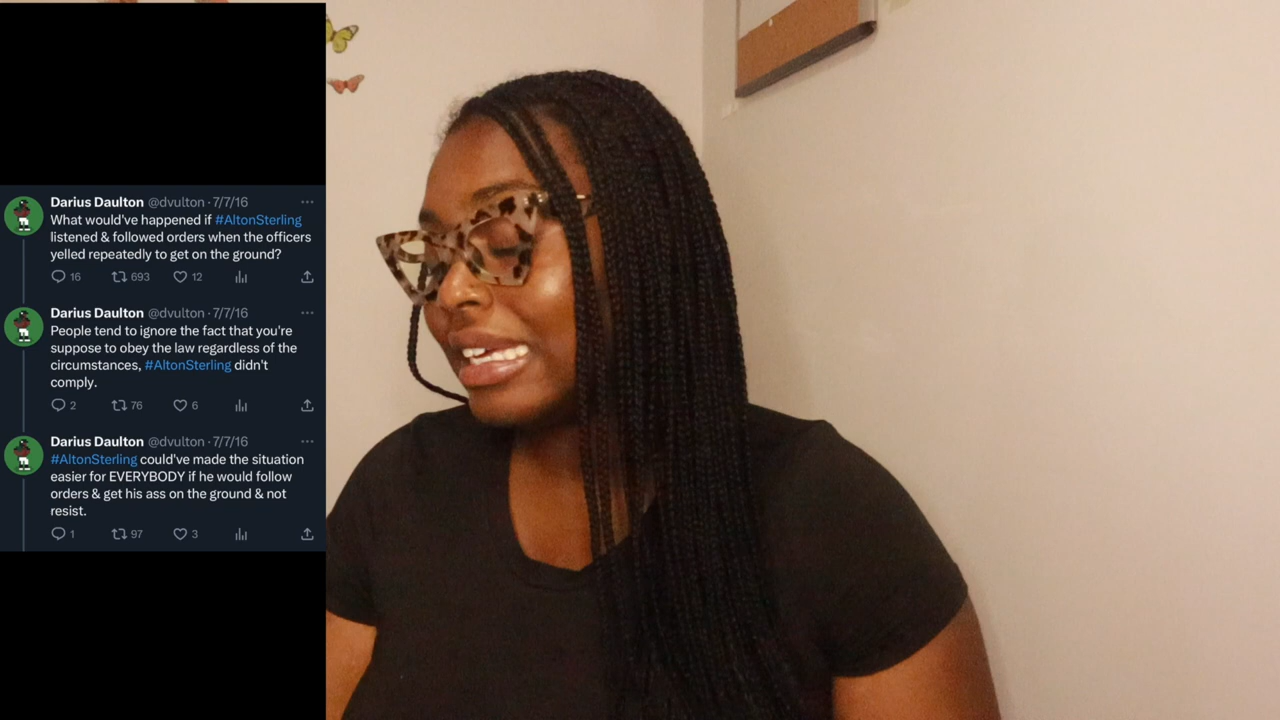 Darius Daulton @dvulton · 7/7/16
What would've happened if #AltonSterling
listened & followed orders when the officers
yelled repeatedly to get on the ground?
16 693 12
Darius Daulton @dvulton · 7/7/16
People tend to ignore the fact that you're
suppose to obey the law regardless of the
circumstances, #AltonSterling didn't
comply.
2 76 6
Darius Daulton @dvulton · 7/7/16
#AltonSterling could've made the situation
easier for EVERYBODY if he would follow
orders & get his ass on the ground & not
resist.
1 97 3